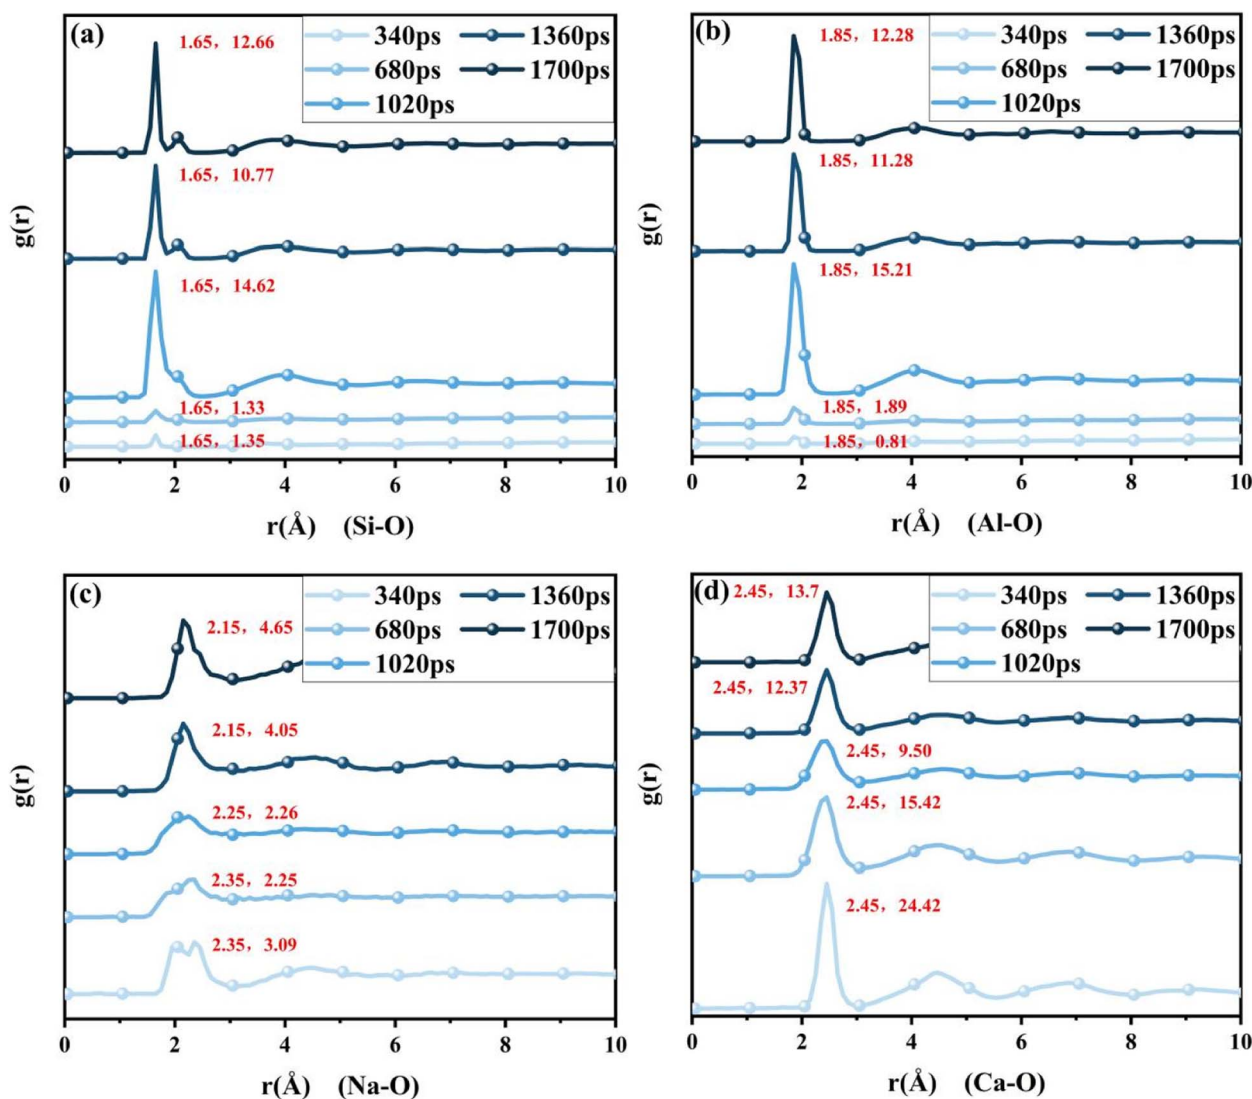 (a)
340ps 1360ps
680ps 1700ps
1020ps
1.65，12.66
1.65，10.77
1.65，14.62
1.65，1.33
1.65，1.35
g(r)
0 2 4 6 8 10
r(Å) (Si-O)
(b)
340ps 1360ps
680ps 1700ps
1020ps
1.85，12.28
1.85，11.28
1.85，15.21
1.85，1.89
1.85，0.81
g(r)
0 2 4 6 8 10
r(Å) (Al-O)
(c)
340ps 1360ps
680ps 1700ps
1020ps
2.15，4.65
2.15，4.05
2.25，2.26
2.35，2.25
2.35，3.09
g(r)
0 2 4 6 8 10
r(Å) (Na-O)
(d)
340ps 1360ps
680ps 1700ps
1020ps
2.45，13.7
2.45，12.37
2.45，9.50
2.45，15.42
2.45，24.42
g(r)
0 2 4 6 8 10
r(Å) (Ca-O)